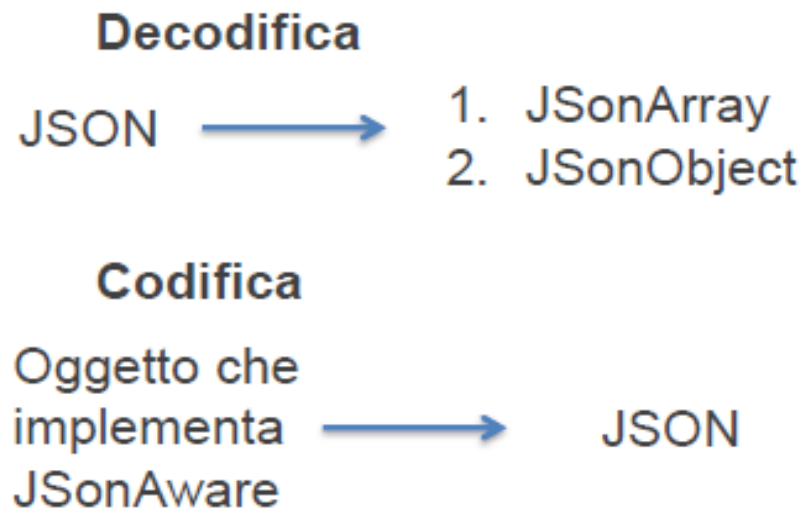 Decodifica
JSON
1. JSonArray
2. JSonObject
Codifica
Oggetto che
implementa
JSonAware
JSON